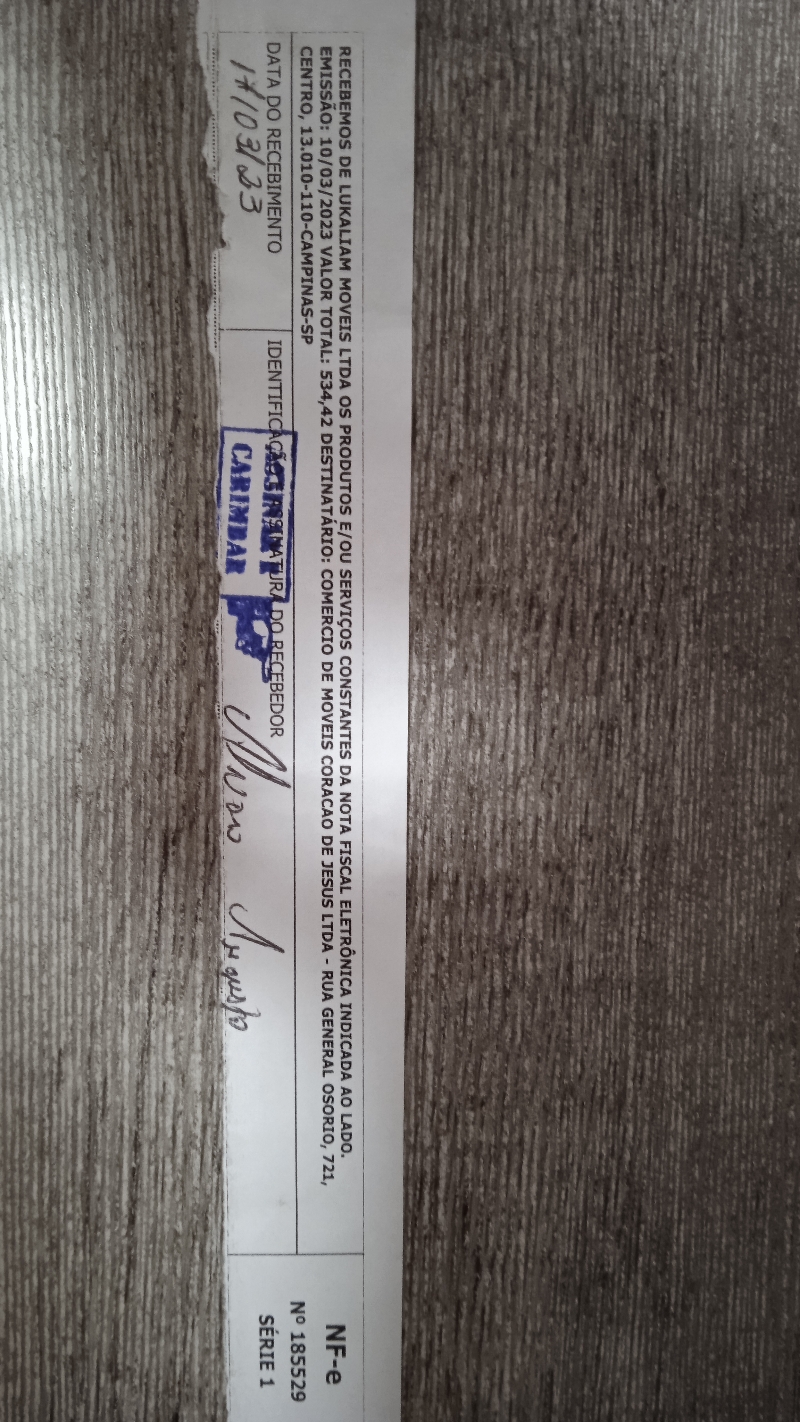 RECEBEMOS DE LUKALIAM MOVEIS LTDA OS PRODUTOS E/OU SERVIÇOS CONSTANTES DA NOTA FISCAL ELETRÔNICA INDICADA AO LADO.
EMISSÃO: 10/03/2023 VALOR TOTAL: 534,42 DESTINATÁRIO: COMERCIO DE MOVEIS CORACAO DE JESUS LTDA - RUA GENERAL OSORIO, 721,
CENTRO, 13.010-110-CAMPINAS-SP
DATA DO RECEBIMENTO
17/03/23
IDENTIFICAÇÃO E ASSINATURA DO RECEBEDOR
ASSINAR E
CARIMBAR
Augusto
NF-e
Nº 185529
SÉRIE 1